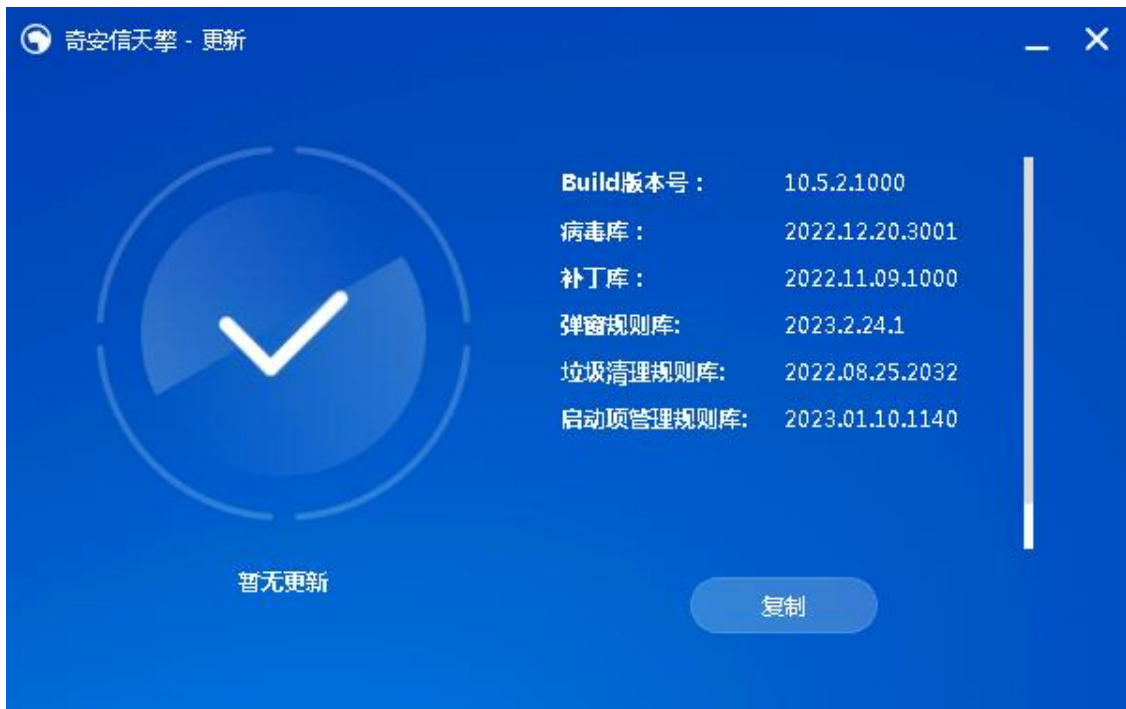 奇安信天擎 - 更新
Build版本号： 10.5.2.1000
病毒库： 2022.12.20.3001
补丁库： 2022.11.09.1000
弹窗规则库: 2023.2.24.1
垃圾清理规则库: 2022.08.25.2032
启动项管理规则库: 2023.01.10.1140
暂无更新
复制